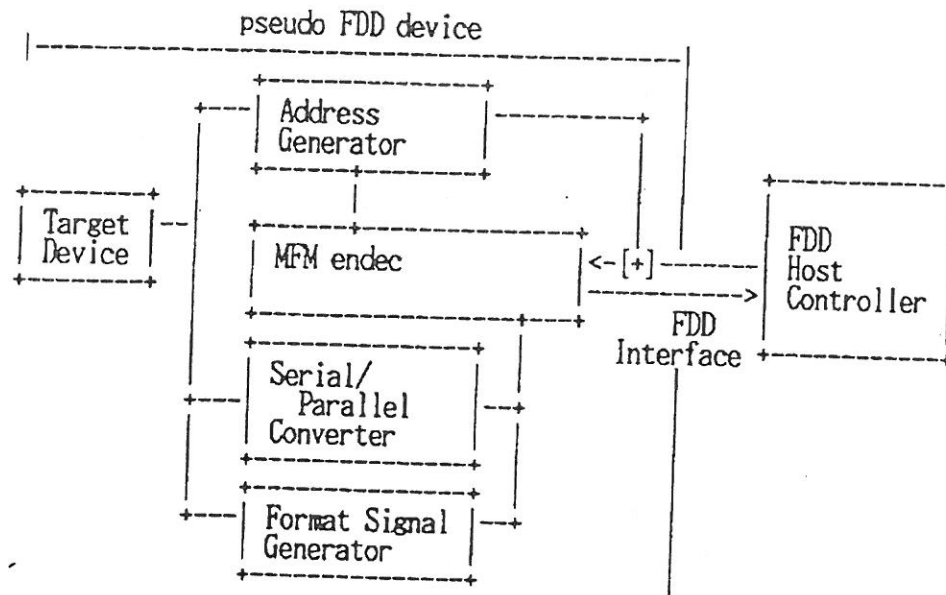 pseudo FDD device
Address
Generator
Target
Device
MFM endec
<-[+]
FDD
Host
Controller
FDD
Interface
Serial/
Parallel
Converter
Format Signal
Generator